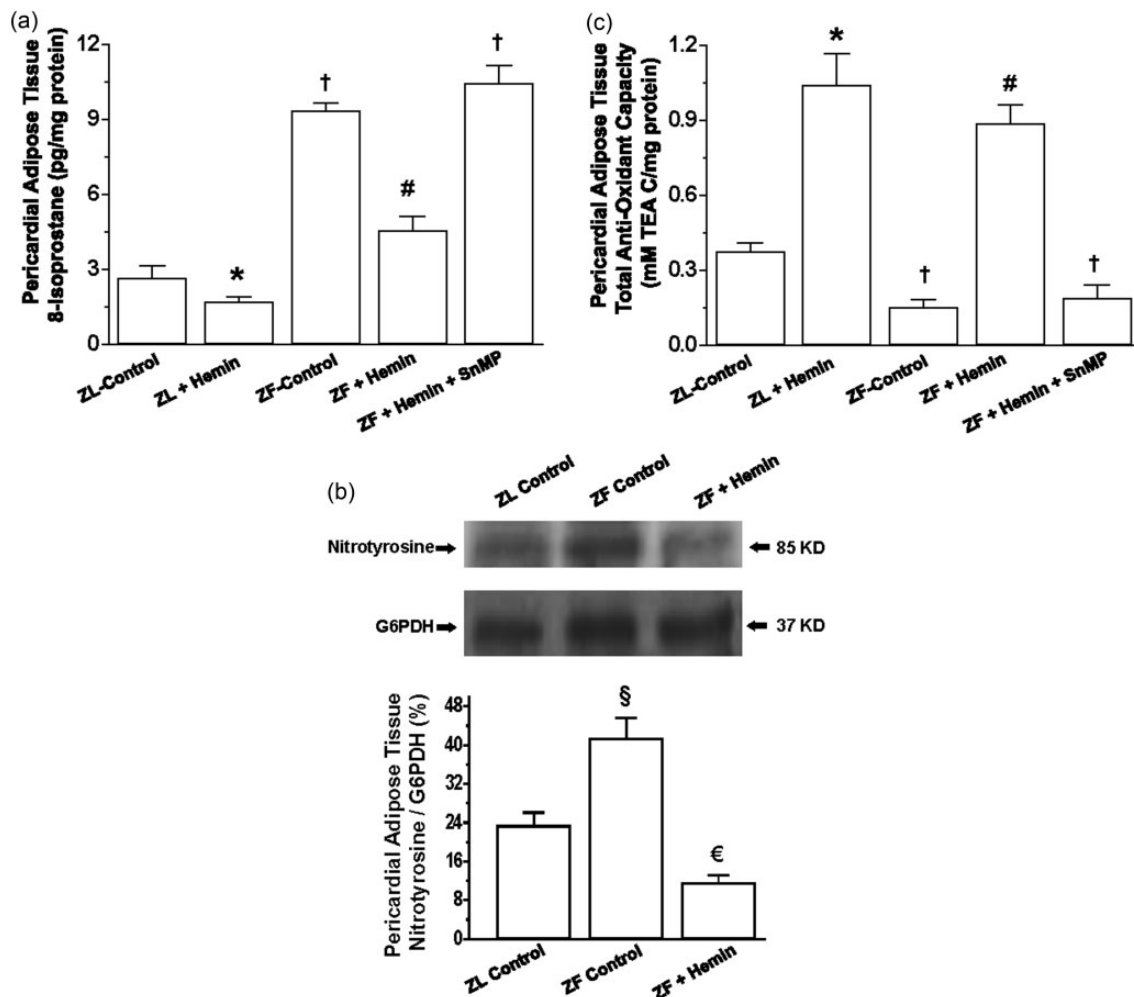 (a)
Pericardial Adipose Tissue
8-Isoprostane (pg/mg protein)
12
9
6
3
0
*
†
#
†
ZL-Control
ZL + Hemin
ZF-Control
ZF + Hemin
ZF + Hemin + SnMP
(c)
Pericardial Adipose Tissue
Total Anti-Oxidant Capacity
(mM TEA C/mg protein)
1.2
0.9
0.6
0.3
0.0
*
†
#
†
ZL-Control
ZL + Hemin
ZF-Control
ZF + Hemin
ZF + Hemin + SnMP
(b)
ZL Control
ZF Control
ZF + Hemin
Nitrotyrosine
85 KD
G6PDH
37 KD
Pericardial Adipose Tissue
Nitrotyrosine / G6PDH (%)
48
40
32
24
16
8
0
§
€
ZL Control
ZF Control
ZF + Hemin